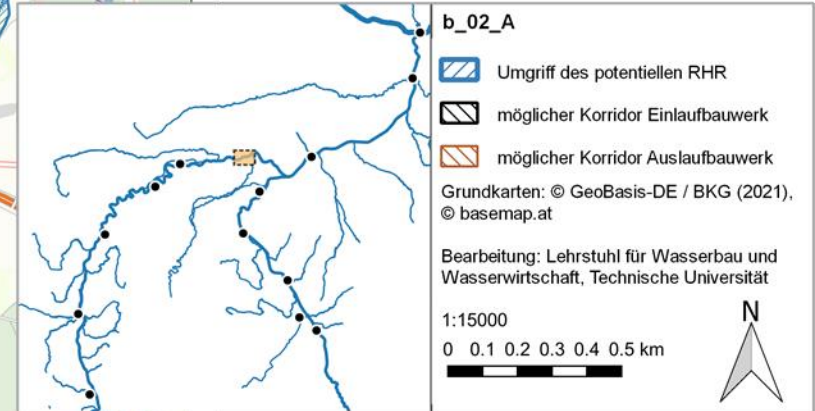 b_02_A
Umgriff des potentiellen RHR
möglicher Korridor Einlaufbauwerk
möglicher Korridor Auslaufbauwerk
Grundkarten: © GeoBasis-DE / BKG (2021),
© basemap.at
Bearbeitung: Lehrstuhl für Wasserbau und
Wasserwirtschaft, Technische Universität
1:15000
N
0 0.1 0.2 0.3 0.4 0.5 km